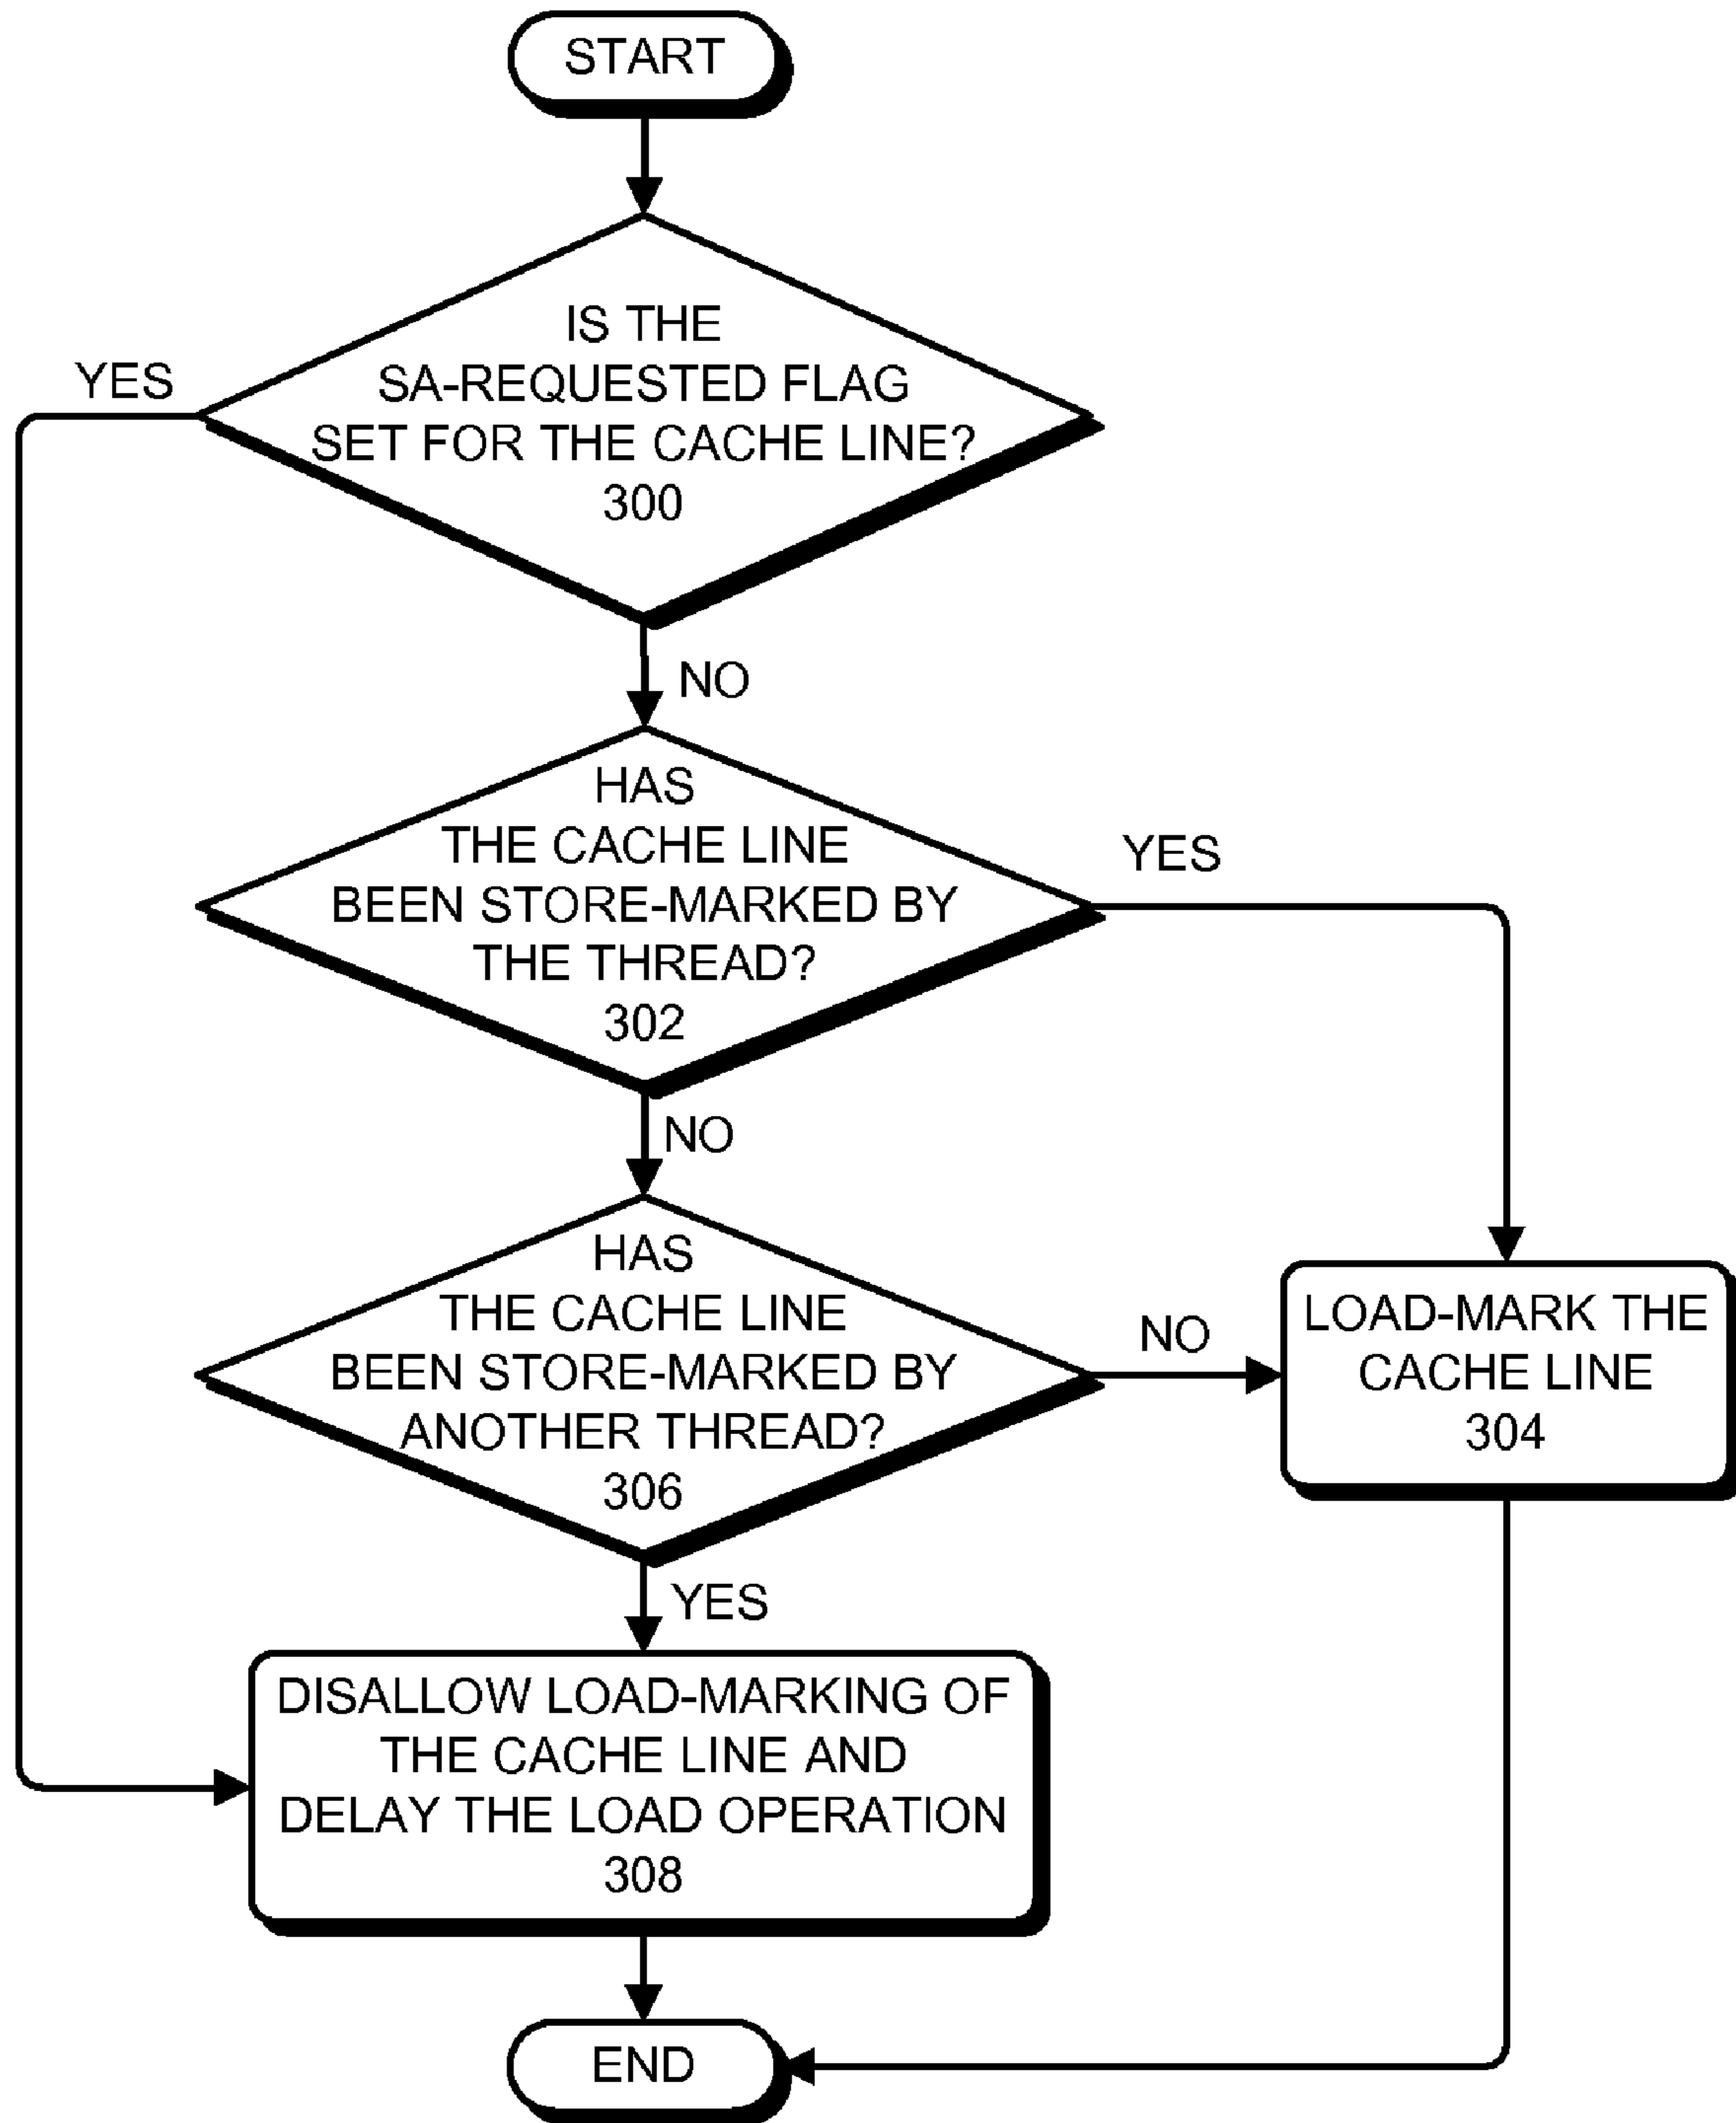 START
IS THE
SA-REQUESTED FLAG
SET FOR THE CACHE LINE?
300
YES
NO
HAS
THE CACHE LINE
BEEN STORE-MARKED BY
THE THREAD?
302
YES
NO
HAS
THE CACHE LINE
BEEN STORE-MARKED BY
ANOTHER THREAD?
306
NO
LOAD-MARK THE
CACHE LINE
304
YES
DISALLOW LOAD-MARKING OF
THE CACHE LINE AND
DELAY THE LOAD OPERATION
308
END